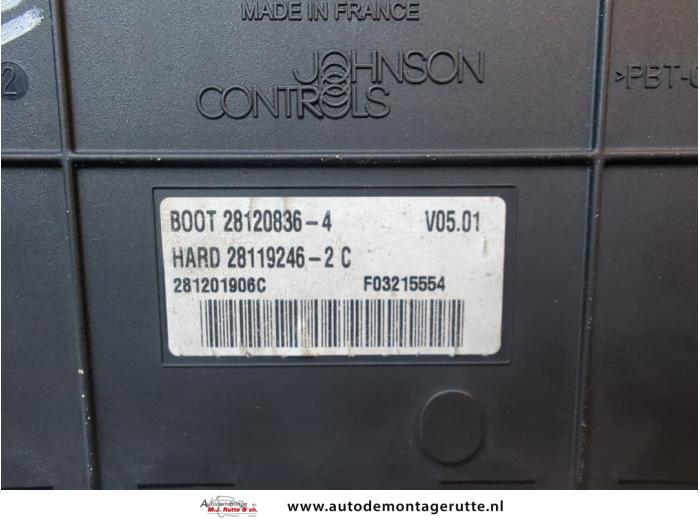 MADE IN FRANCE
JOHNSON
CONTROLS
2
>PBT-
BOOT 28120836-4 V05.01
HARD 28119246-2 C
281201906C F03215554
Autodemontage
M.J. Rutte & zn.
www.autodemontagerutte.nl